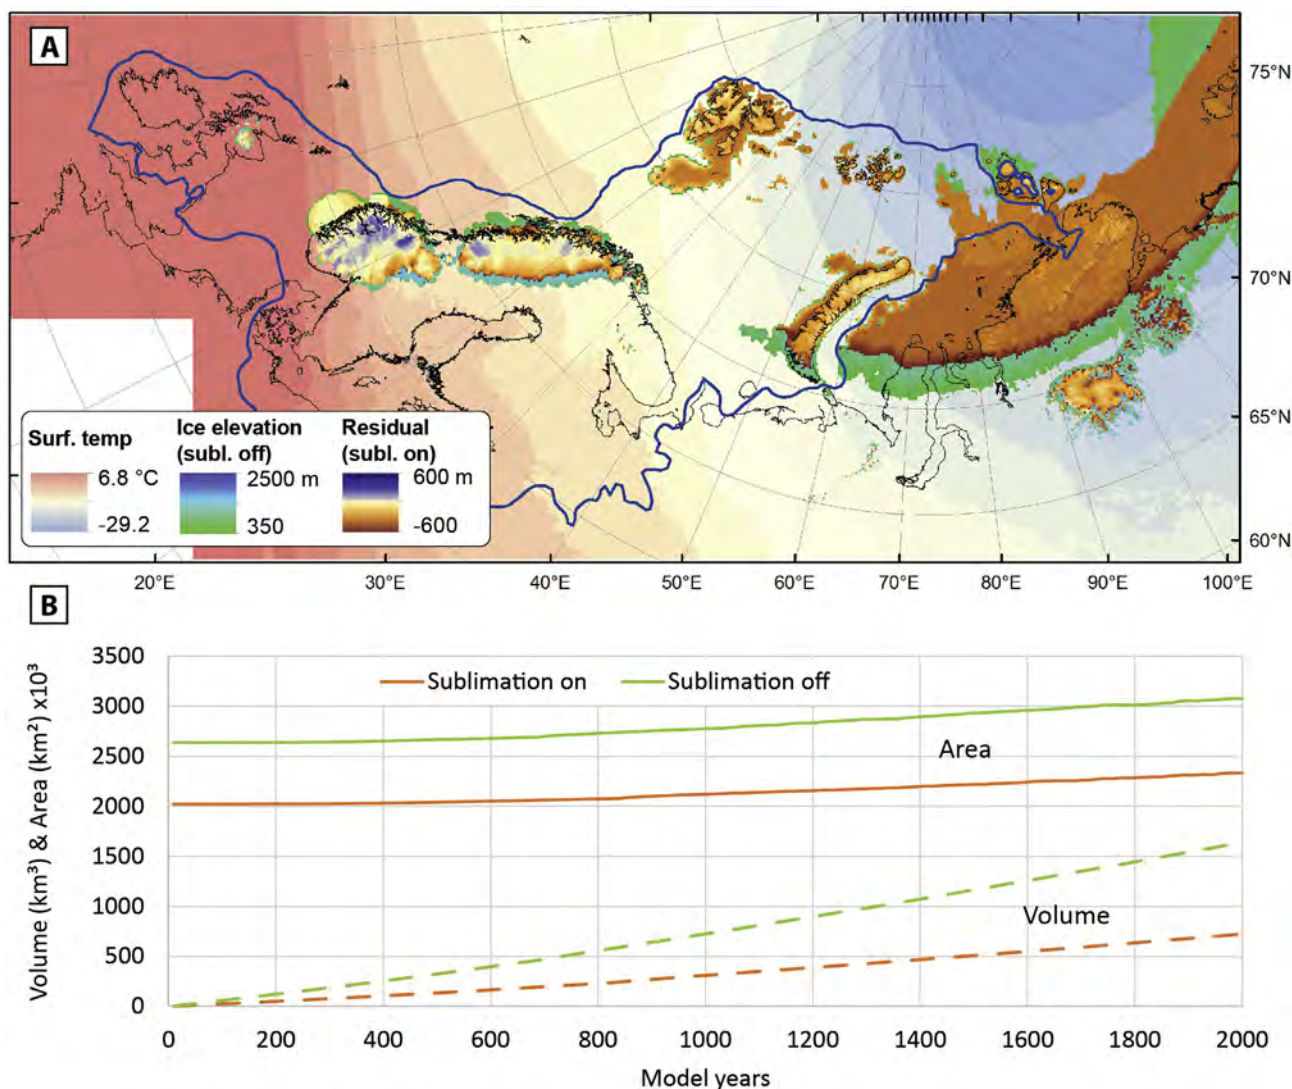 A
75°N
70°N
65°N
60°N
Surf. temp
6.8 °C
-29.2
Ice elevation
(subl. off)
2500 m
350
Residual
(subl. on)
600 m
-600
20°E 30°E 40°E 50°E 60°E 70°E 80°E 90°E 100°E
B
Volume (km³) & Area (km²) x10³
3500
3000
2500
2000
1500
1000
500
0
Sublimation on Sublimation off
Area
Volume
0 200 400 600 800 1000 1200 1400 1600 1800 2000
Model years